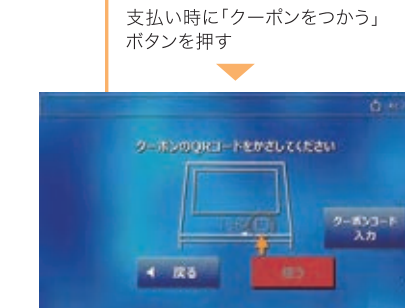 支払い時に「クーポンをつかう」
ボタンを押す
クーポンのQRコードをかざしてください
クーポンコード
入力
戻る